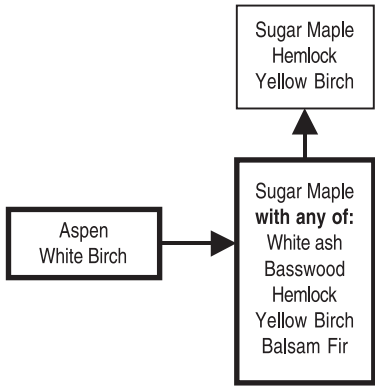 Sugar Maple
Hemlock
Yellow Birch
Aspen
White Birch
Sugar Maple
with any of:
White ash
Basswood
Hemlock
Yellow Birch
Balsam Fir